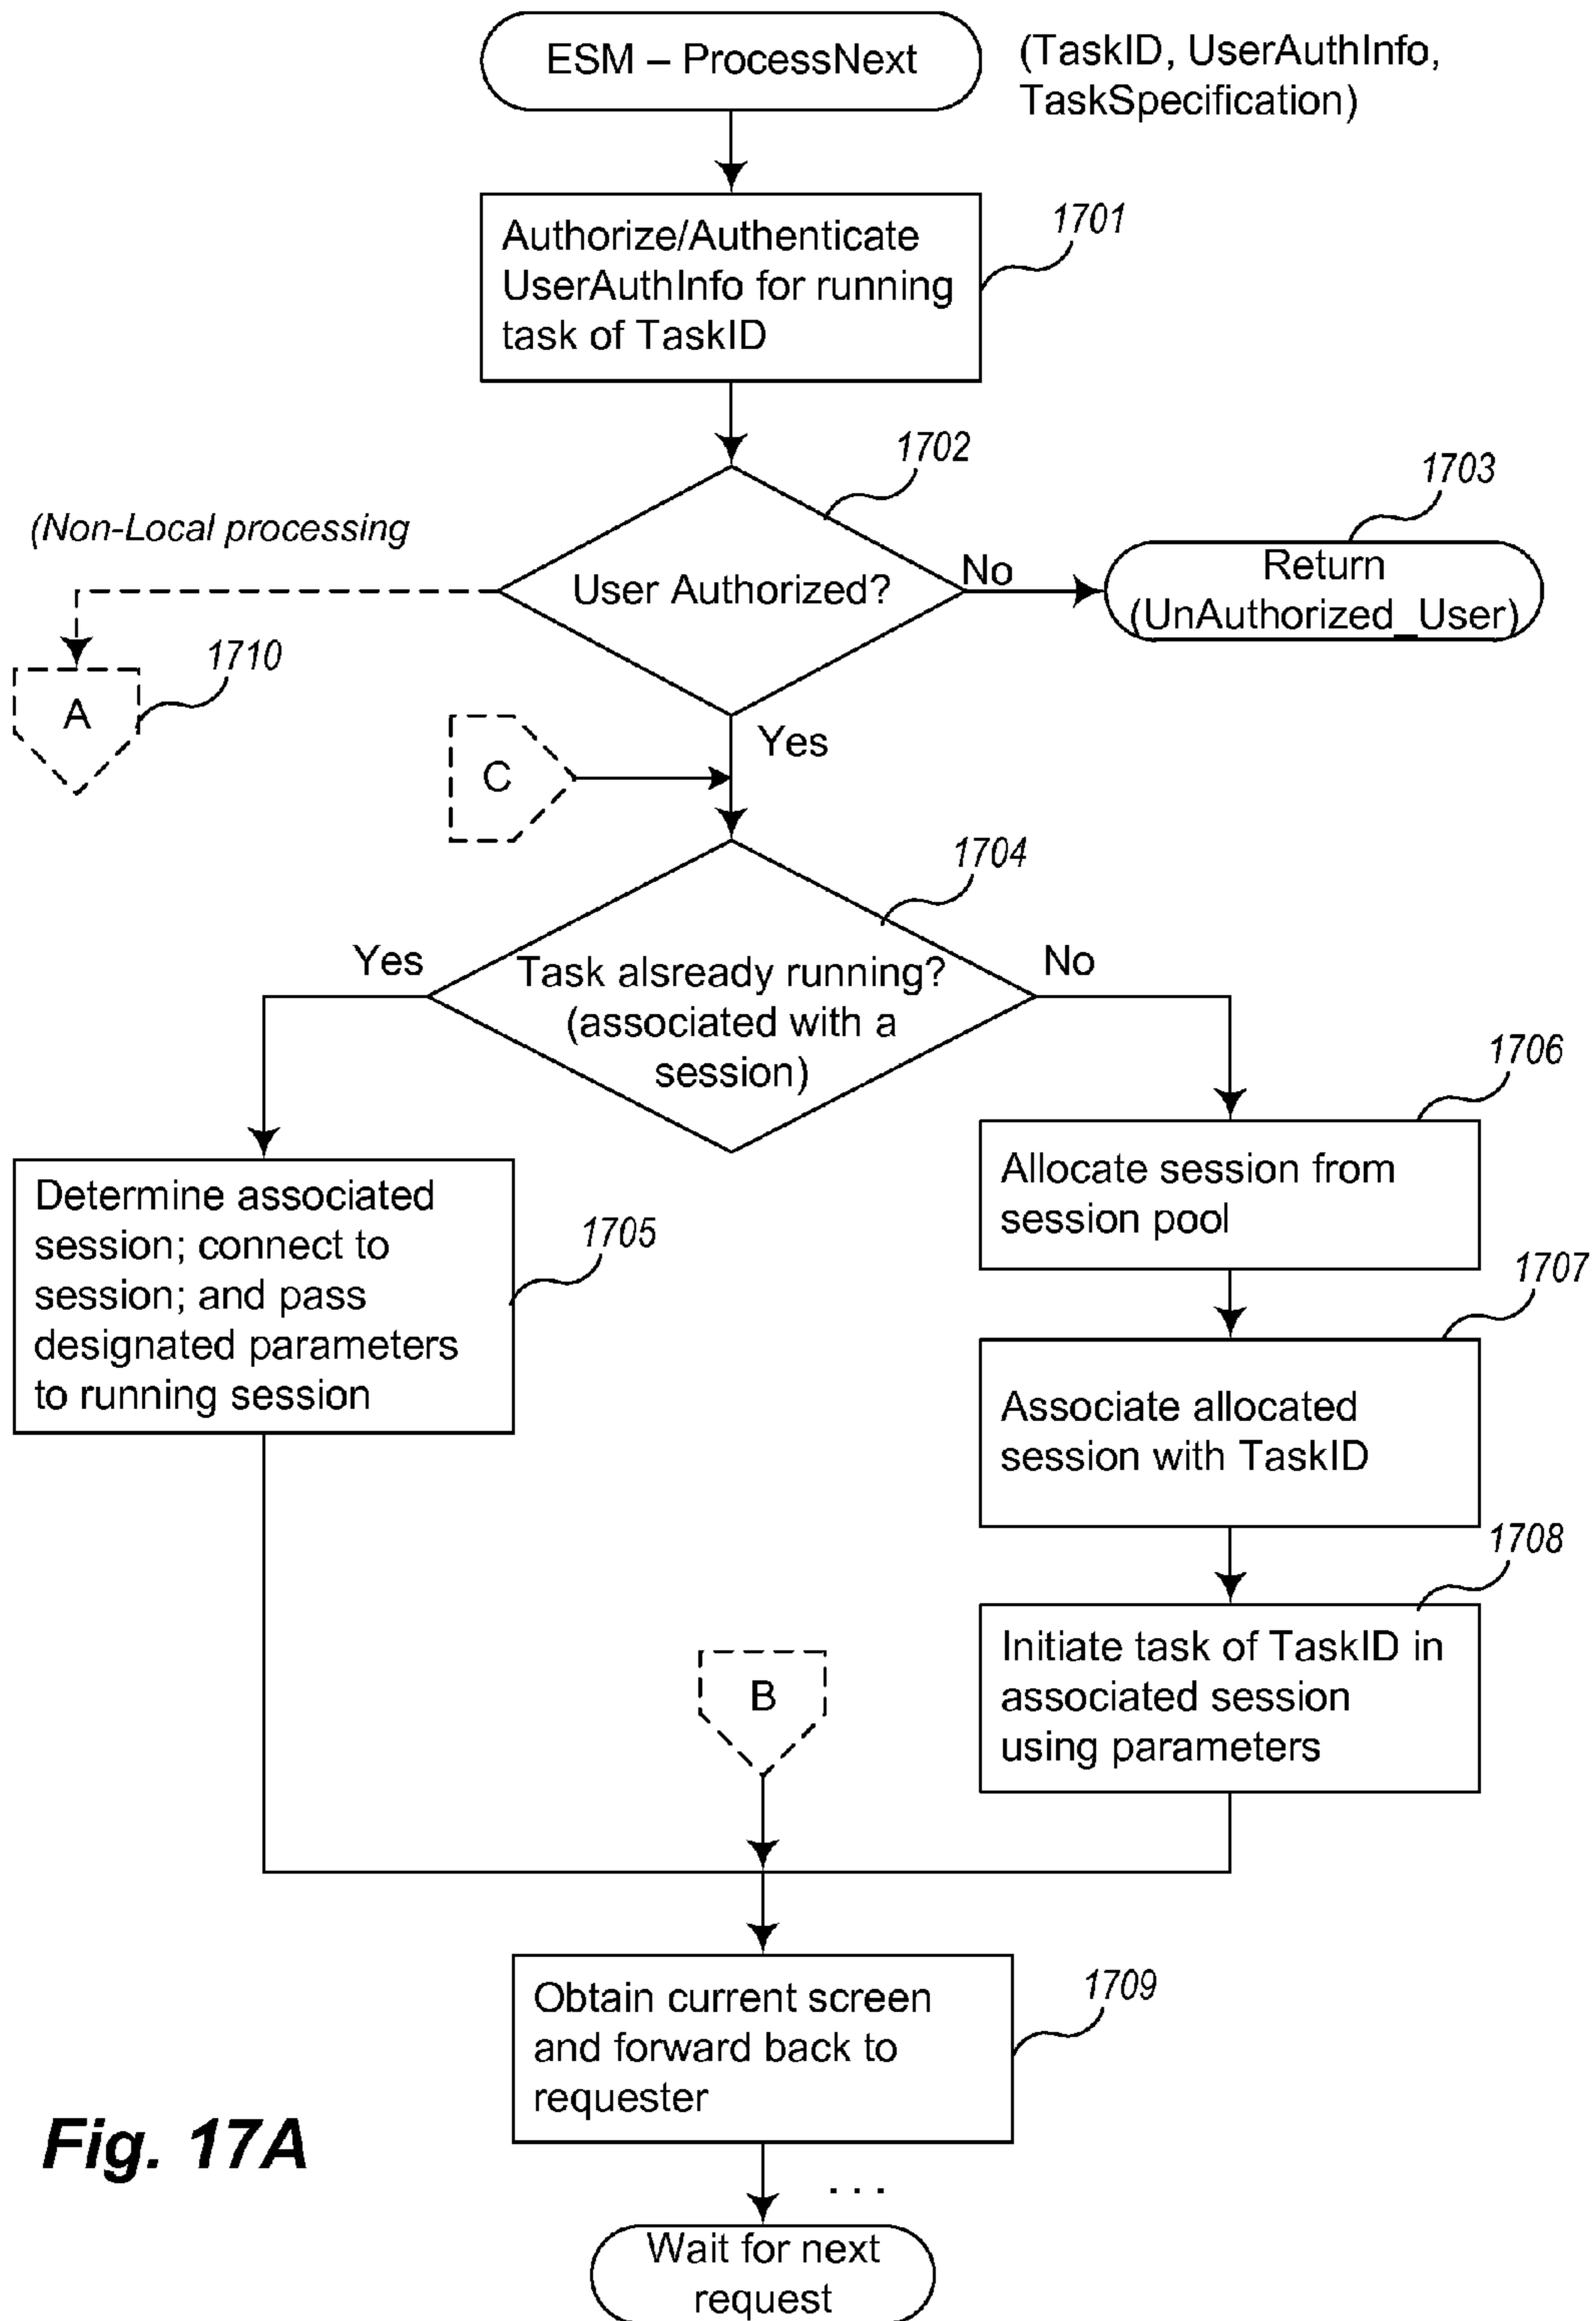 ESM – ProcessNext
(TaskID, UserAuthInfo,
TaskSpecification)
1701
Authorize/Authenticate
UserAuthInfo for running
task of TaskID
1702
1703
(Non-Local processing
User Authorized?
No
Return
(UnAuthorized_User)
1710
A
Yes
C
1704
Yes
No
Task alsready running?
(associated with a
session)
1706
Allocate session from
session pool
Determine associated
session; connect to
session; and pass
designated parameters
to running session
1705
1707
Associate allocated
session with TaskID
1708
Initiate task of TaskID in
associated session
using parameters
B
1709
Obtain current screen
and forward back to
requester
Fig. 17A
. . .
Wait for next
request